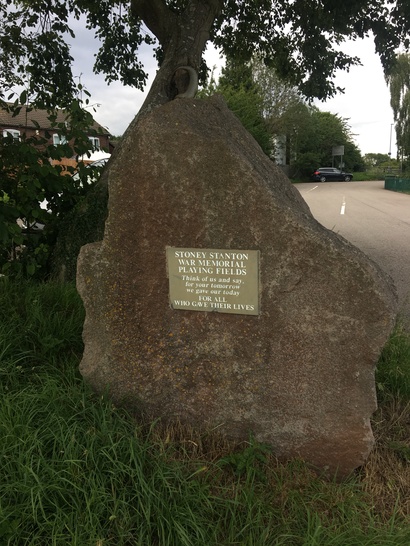 STONEY STANTON
WAR MEMORIAL
PLAYING FIELDS
Think of us and say,
for your tomorrow
we gave our today
FOR ALL
WHO GAVE THEIR LIVES